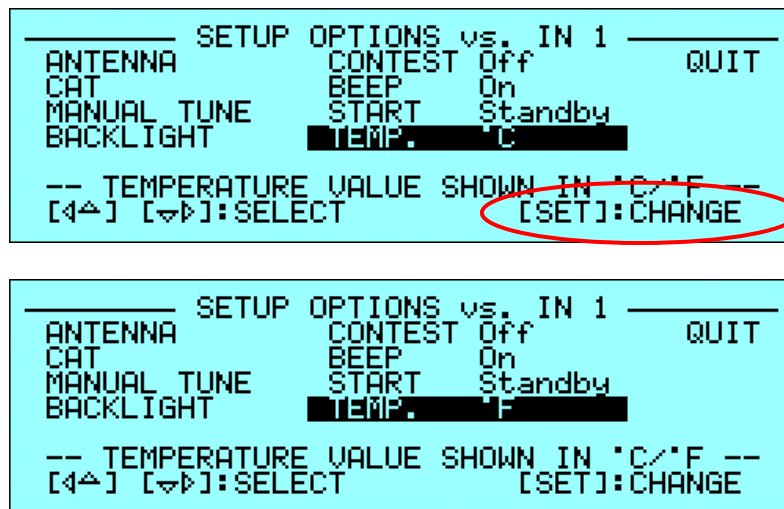 SETUP OPTIONS vs. IN 1
ANTENNA CONTEST Off QUIT
CAT BEEP On
MANUAL TUNE START Standby
BACKLIGHT TEMP. °C
-- TEMPERATURE VALUE SHOWN IN °C/°F --
[◁△] [▽▷]:SELECT [SET]:CHANGE
SETUP OPTIONS vs. IN 1
ANTENNA CONTEST Off QUIT
CAT BEEP On
MANUAL TUNE START Standby
BACKLIGHT TEMP. °F
-- TEMPERATURE VALUE SHOWN IN °C/°F --
[◁△] [▽▷]:SELECT [SET]:CHANGE